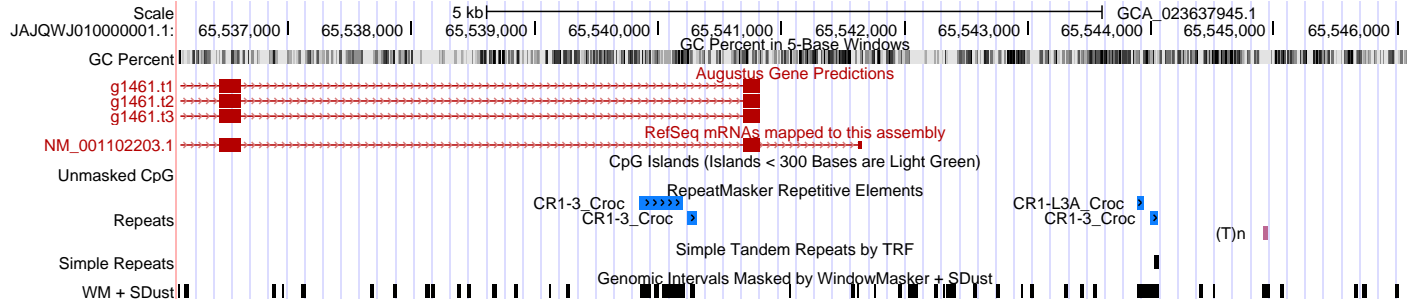 Scale 5 kb GCA_023637945.1
JAJQWJ010000001.1: 65,537,000 65,538,000 65,539,000 65,540,000 65,541,000 65,542,000 65,543,000 65,544,000 65,545,000 65,546,000
GC Percent in 5-Base Windows
GC Percent
Augustus Gene Predictions
g1461.t1
g1461.t2
g1461.t3
RefSeq mRNAs mapped to this assembly
NM_001102203.1
CpG Islands (Islands < 300 Bases are Light Green)
Unmasked CpG
RepeatMasker Repetitive Elements
CR1-3_Croc CR1-L3A_Croc
Repeats CR1-3_Croc CR1-3_Croc
(T)n
Simple Tandem Repeats by TRF
Simple Repeats
Genomic Intervals Masked by WindowMasker + SDust
WM + SDust